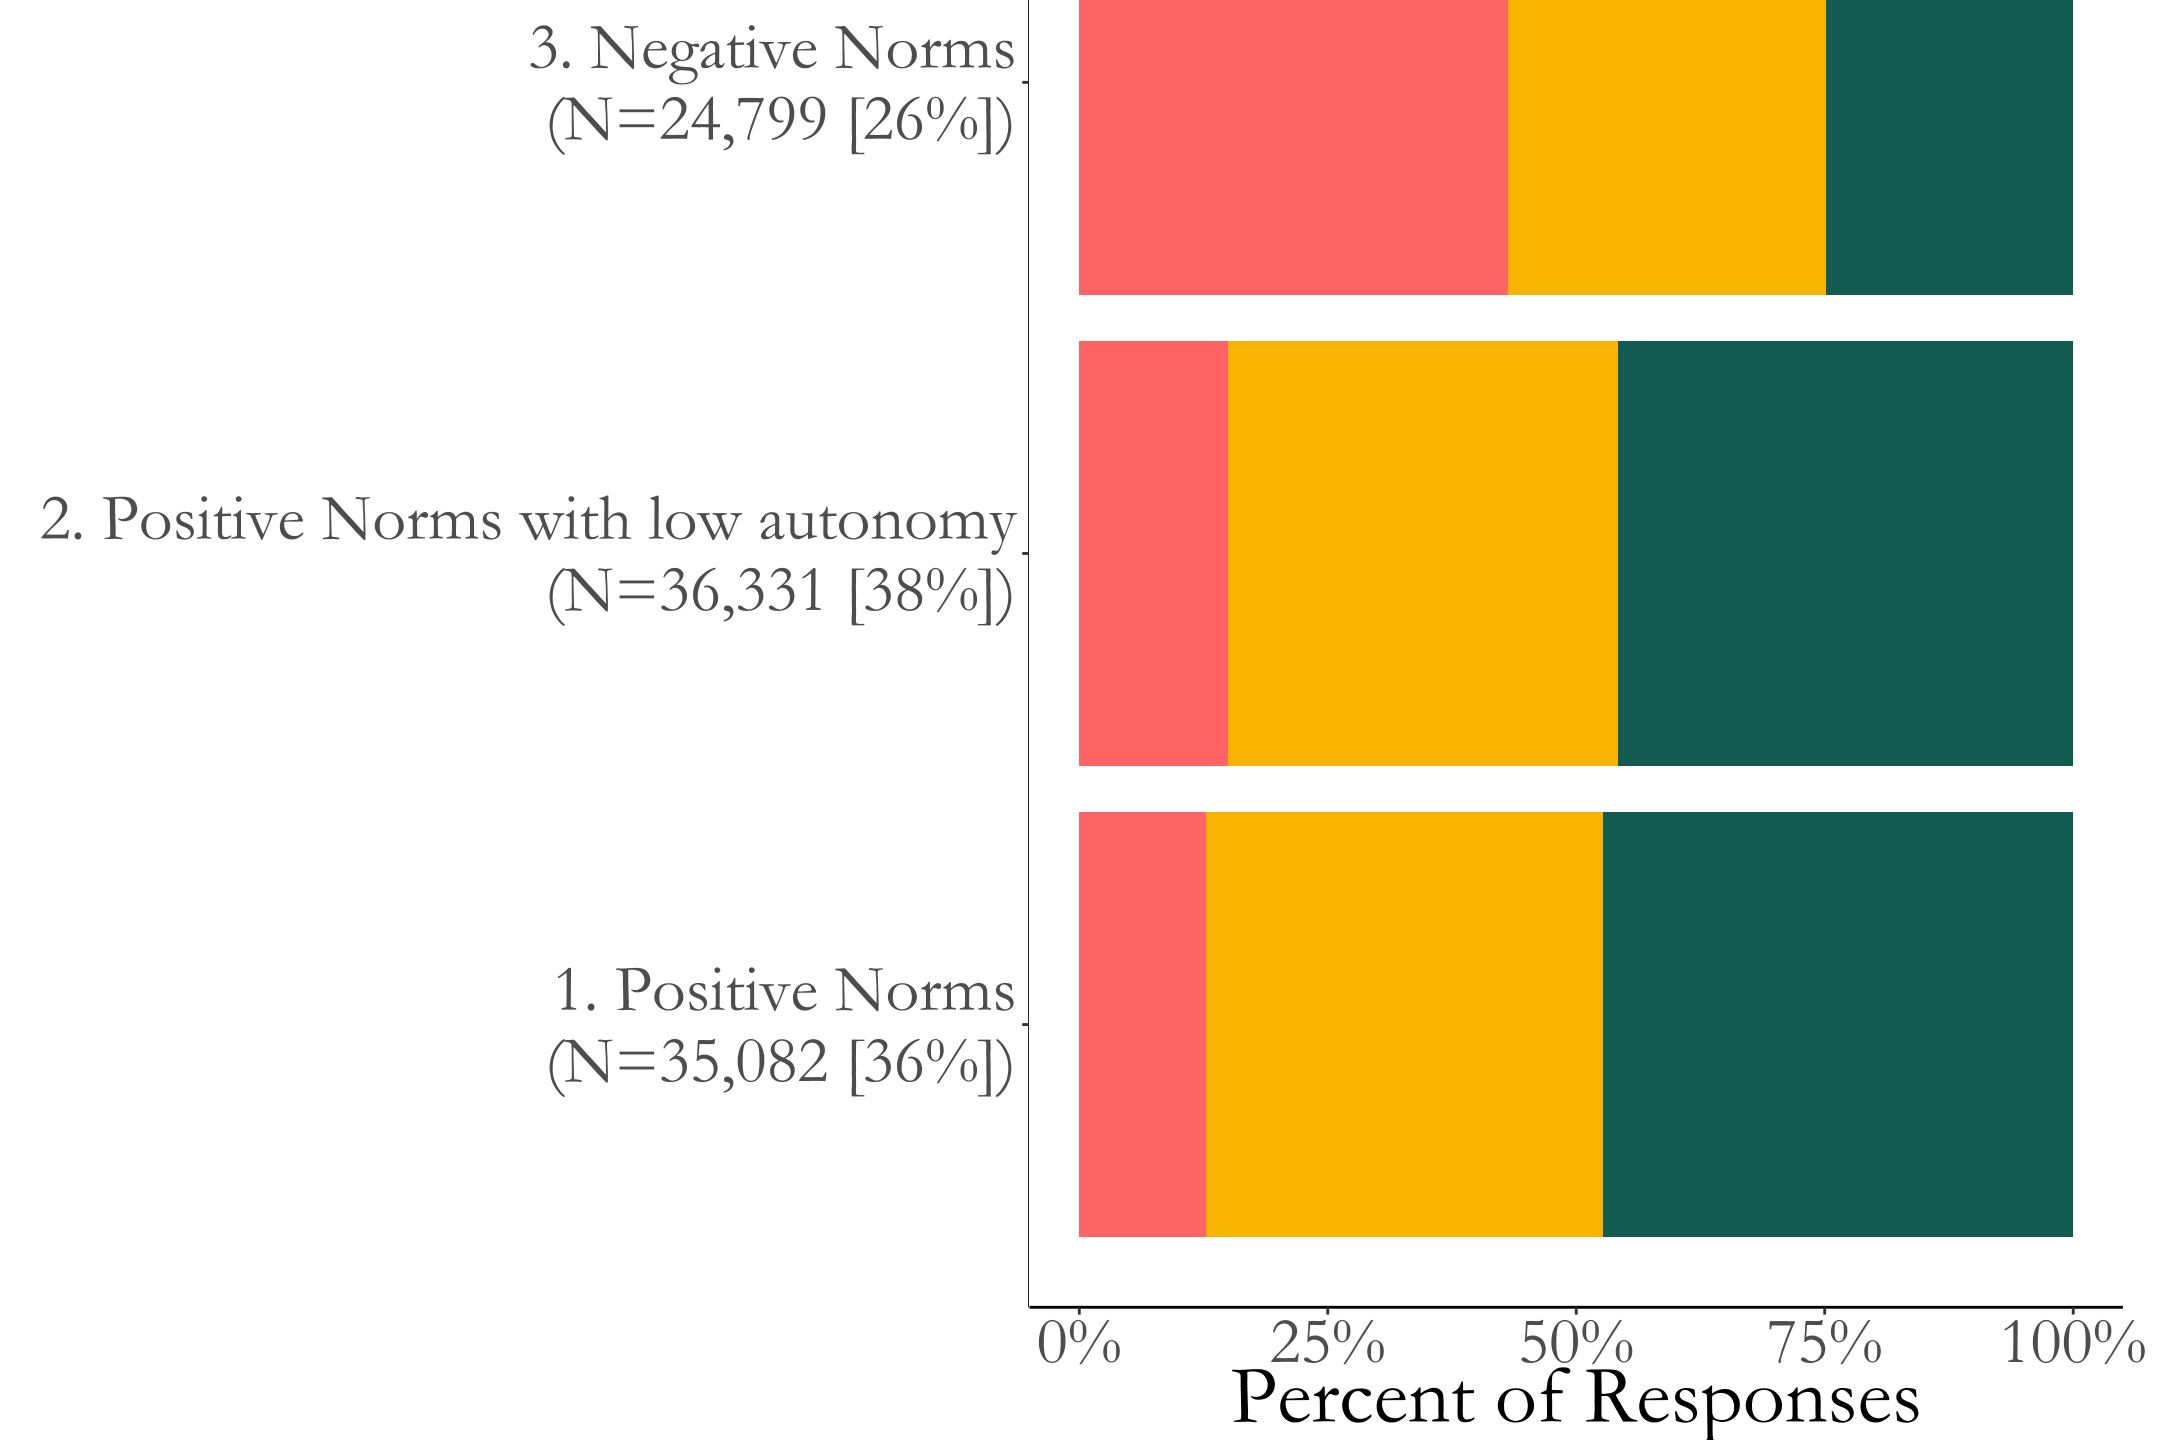 3. Negative Norms
(N=24,799 [26%])
2. Positive Norms with low autonomy
(N=36,331 [38%])
1. Positive Norms
(N=35,082 [36%])
0% 25% 50% 75% 100%
Percent of Responses